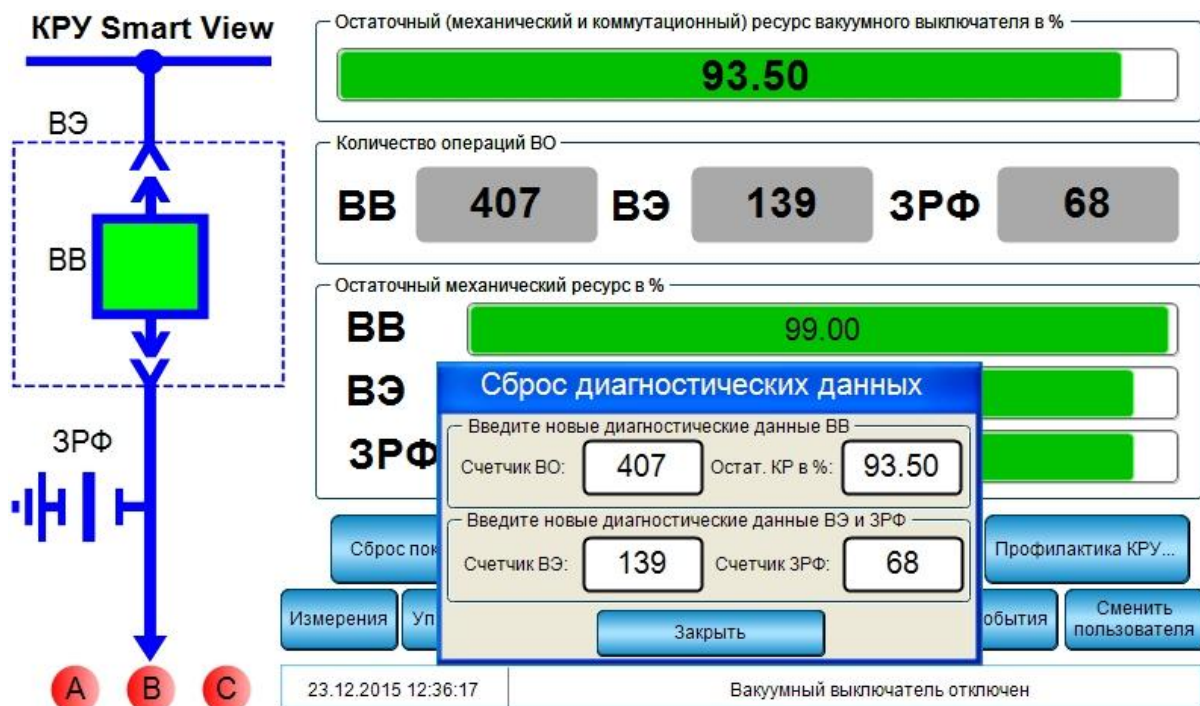 КРУ Smart View
ВЭ
ВВ
ЗРФ
А В С
Остаточный (механический и коммутационный) ресурс вакуумного выключателя в %
93.50
Количество операций ВО
ВВ 407 ВЭ 139 ЗРФ 68
Остаточный механический ресурс в %
ВВ 99.00
ВЭ
ЗРФ
Сброс диагностических данных
Введите новые диагностические данные ВВ
Счетчик ВО: 407 Остат. КР в %: 93.50
Введите новые диагностические данные ВЭ и ЗРФ
Счетчик ВЭ: 139 Счетчик ЗРФ: 68
Закрыть
Сброс
Профилактика КРУ...
Измерения
Сменить
пользователя
23.12.2015 12:36:17 Вакуумный выключатель отключен